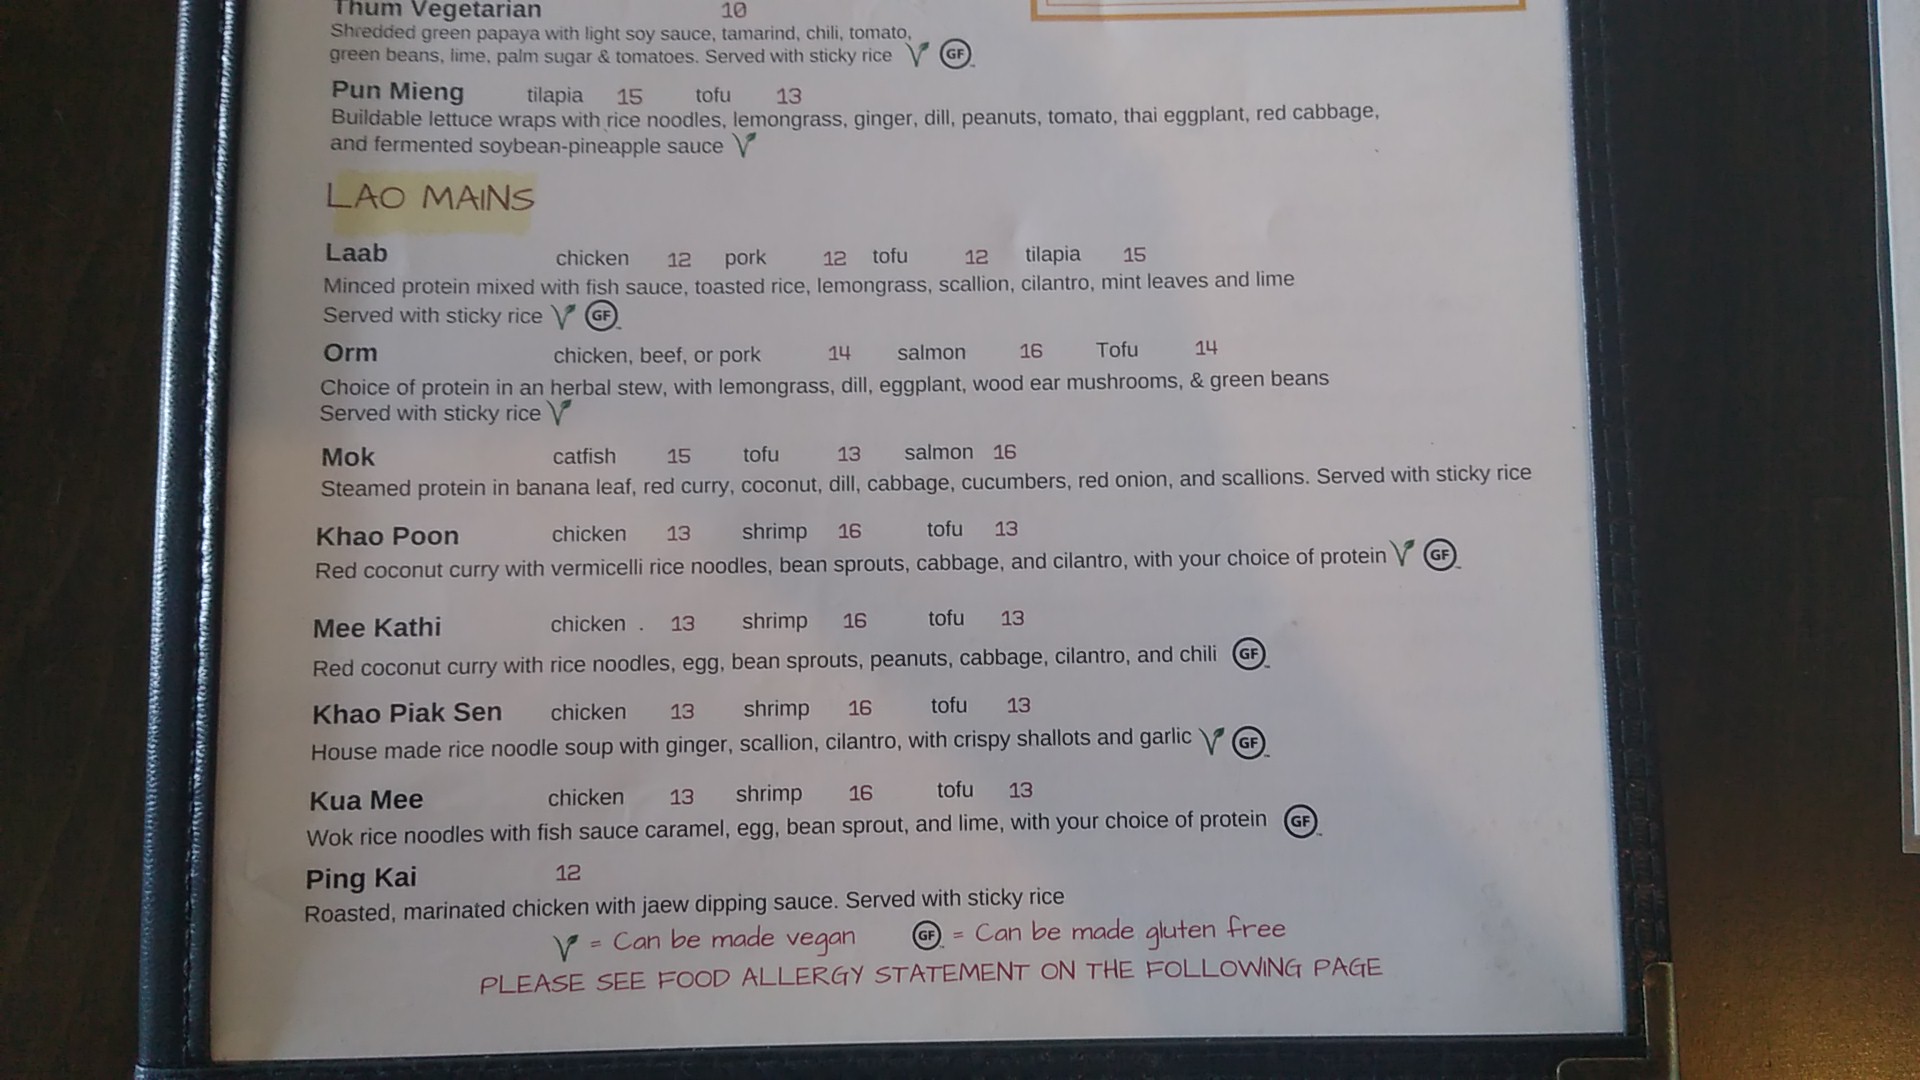 Thum Vegetarian 10
Shredded green papaya with light soy sauce, tamarind, chili, tomato,
green beans, lime, palm sugar & tomatoes. Served with sticky rice V GF
Pun Mieng tilapia 15 tofu 13
Buildable lettuce wraps with rice noodles, lemongrass, ginger, dill, peanuts, tomato, thai eggplant, red cabbage,
and fermented soybean-pineapple sauce V
LAO MAINS
Laab chicken 12 pork 12 tofu 12 tilapia 15
Minced protein mixed with fish sauce, toasted rice, lemongrass, scallion, cilantro, mint leaves and lime
Served with sticky rice V GF
Orm chicken, beef, or pork 14 salmon 16 Tofu 14
Choice of protein in an herbal stew, with lemongrass, dill, eggplant, wood ear mushrooms, & green beans
Served with sticky rice V
Mok catfish 15 tofu 13 salmon 16
Steamed protein in banana leaf, red curry, coconut, dill, cabbage, cucumbers, red onion, and scallions. Served with sticky rice
Khao Poon chicken 13 shrimp 16 tofu 13
Red coconut curry with vermicelli rice noodles, bean sprouts, cabbage, and cilantro, with your choice of protein V GF
Mee Kathi chicken . 13 shrimp 16 tofu 13
Red coconut curry with rice noodles, egg, bean sprouts, peanuts, cabbage, cilantro, and chili GF
Khao Piak Sen chicken 13 shrimp 16 tofu 13
House made rice noodle soup with ginger, scallion, cilantro, with crispy shallots and garlic V GF
Kua Mee chicken 13 shrimp 16 tofu 13
Wok rice noodles with fish sauce caramel, egg, bean sprout, and lime, with your choice of protein GF
Ping Kai 12
Roasted, marinated chicken with jaew dipping sauce. Served with sticky rice
V = Can be made vegan GF = Can be made gluten free
PLEASE SEE FOOD ALLERGY STATEMENT ON THE FOLLOWING PAGE